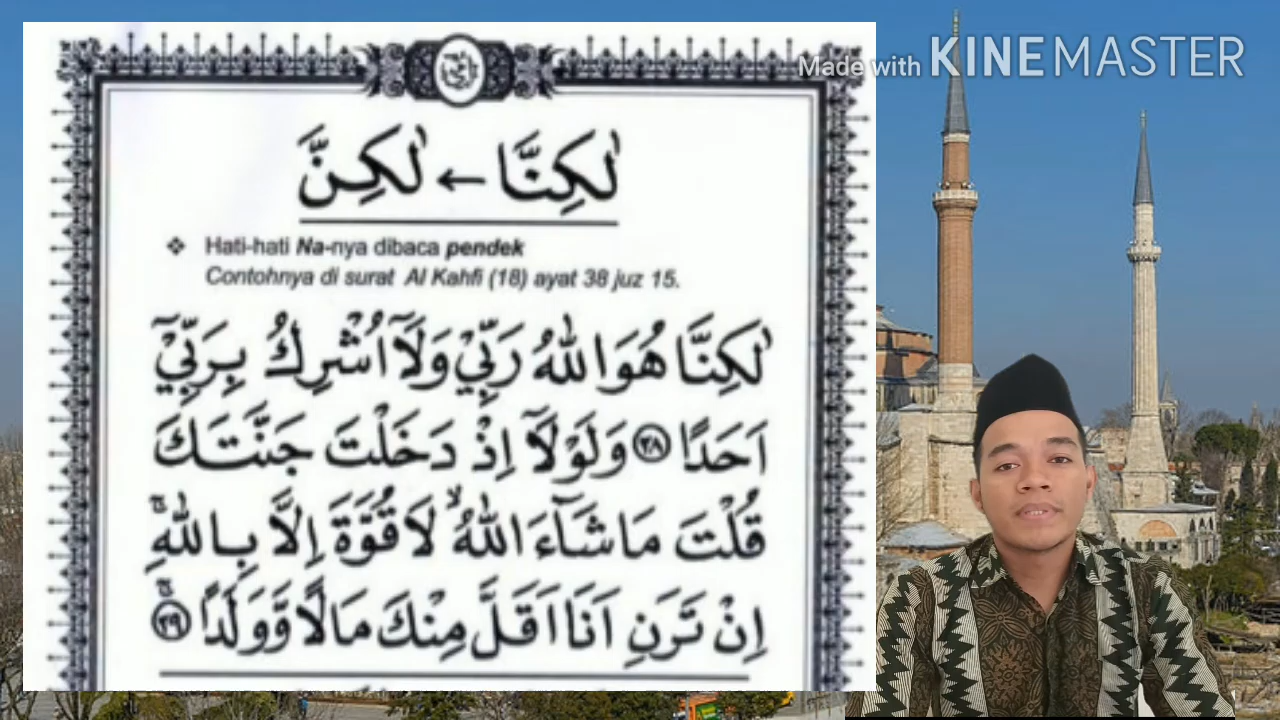 Made with KINEMASTER
لٰكِنَّا ← لٰكِنَّ
❖ Hati-hati Na-nya dibaca pendek
Contohnya di surat Al Kahfi (18) ayat 38 juz 15.
لٰكِنَّا۠ هُوَ اللّٰهُ رَبِّيْ وَلَآ اُشْرِكُ بِرَبِّيْٓ
اَحَدًا ٣٨ وَلَوْلَآ اِذْ دَخَلْتَ جَنَّتَكَ
قُلْتَ مَا شَاۤءَ اللّٰهُ ۙ لَا قُوَّةَ اِلَّا بِاللّٰهِ ۚ
اِنْ تَرَنِ اَنَا اَقَلَّ مِنْكَ مَالًا وَّوَلَدًا ۚ ٣٩